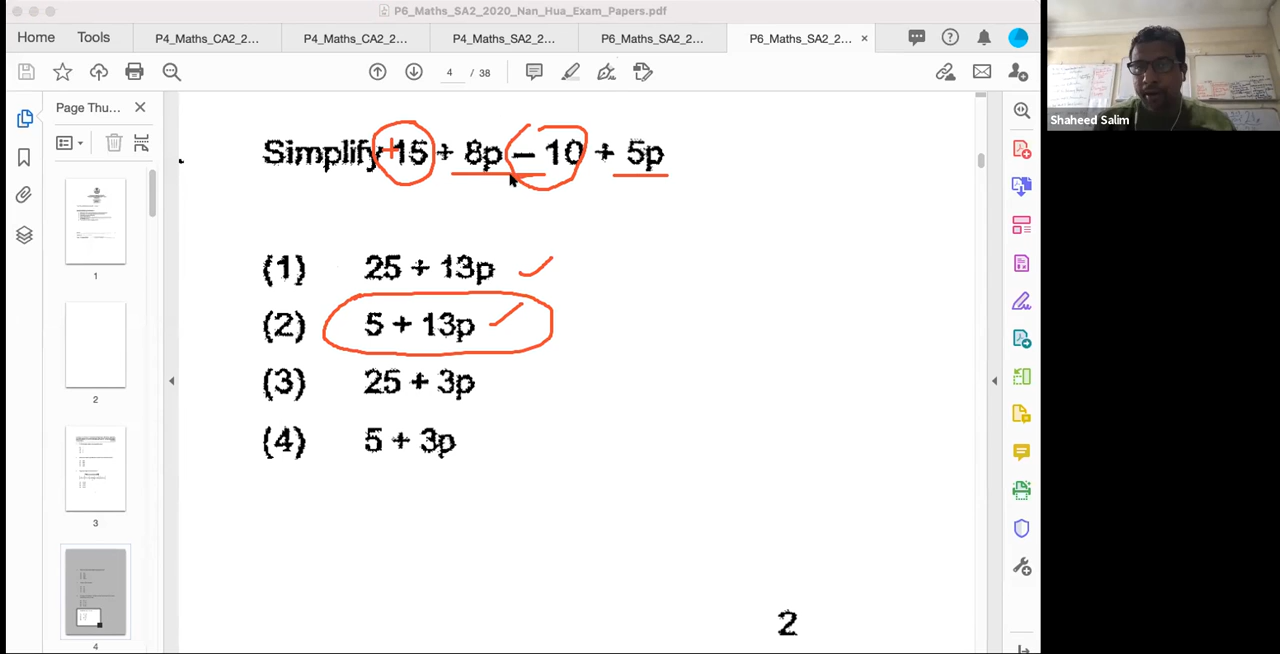 P6_Maths_SA2_2020_Nan_Hua_Exam_Papers.pdf
Home Tools P4_Maths_CA2_2... P4_Maths_CA2_2... P4_Maths_SA2_2... P6_Maths_SA2_2... P6_Maths_SA2_2... ×
4 / 38
Page Thu... ×
Shaheed Salim
Simplify +15 + 8p - 10 + 5p
(1) 25 + 13p ✓
(2) 5 + 13p ✓
(3) 25 + 3p
(4) 5 + 3p
2
1
2
3
4